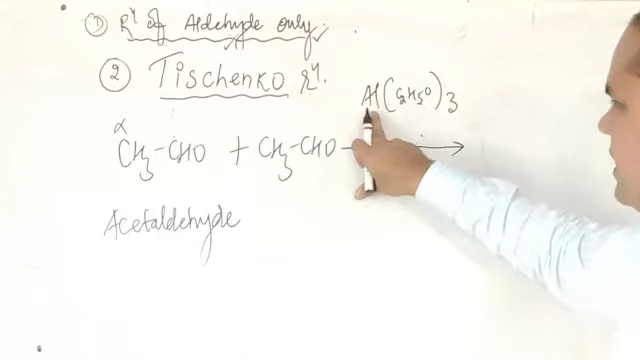 ① Rⁿ of Aldehyde only.
② Tischenko rⁿ.
Al(C2H5O)3
α
CH3-CHO + CH3-CHO
Acetaldehyde